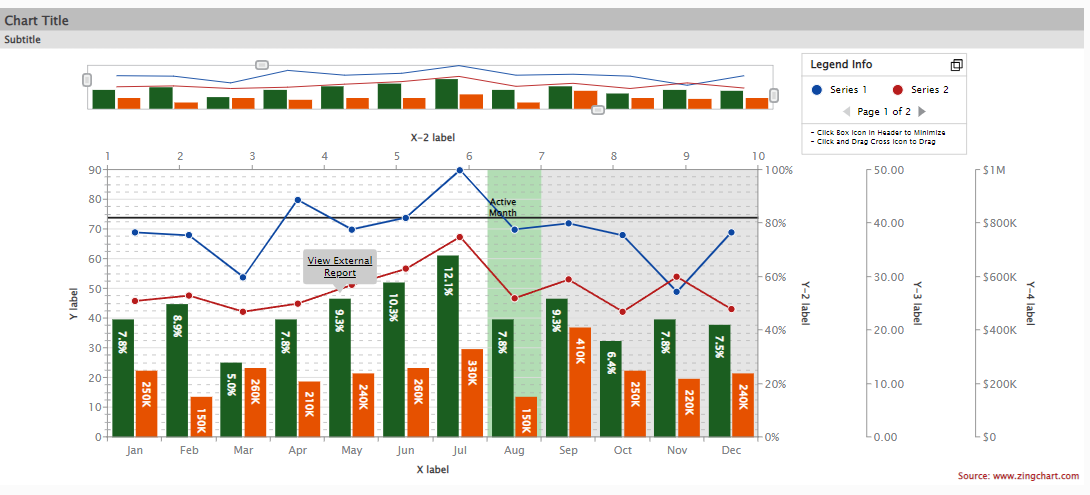 Chart Title
Subtitle
Legend Info
Series 1 Series 2
Page 1 of 2
- Click Box Icon in Header to Minimize
- Click and Drag Cross Icon to Drag
X-2 label
1 2 3 4 5 6 7 8 9 10
90
80
70
60
50
40
30
20
10
0
Y label
Active
Month
View External
Report
7.8%
250K
8.9%
150K
5.0%
260K
7.8%
210K
9.3%
240K
10.3%
260K
12.1%
330K
7.8%
150K
9.3%
410K
6.4%
250K
7.8%
220K
7.5%
240K
100%
80%
60%
40%
20%
0%
Y-2 label
50.00
40.00
30.00
20.00
10.00
0.00
Y-3 label
$1M
$800K
$600K
$400K
$200K
$0
Y-4 label
Jan Feb Mar Apr May Jun Jul Aug Sep Oct Nov Dec
X label
Source: www.zingchart.com